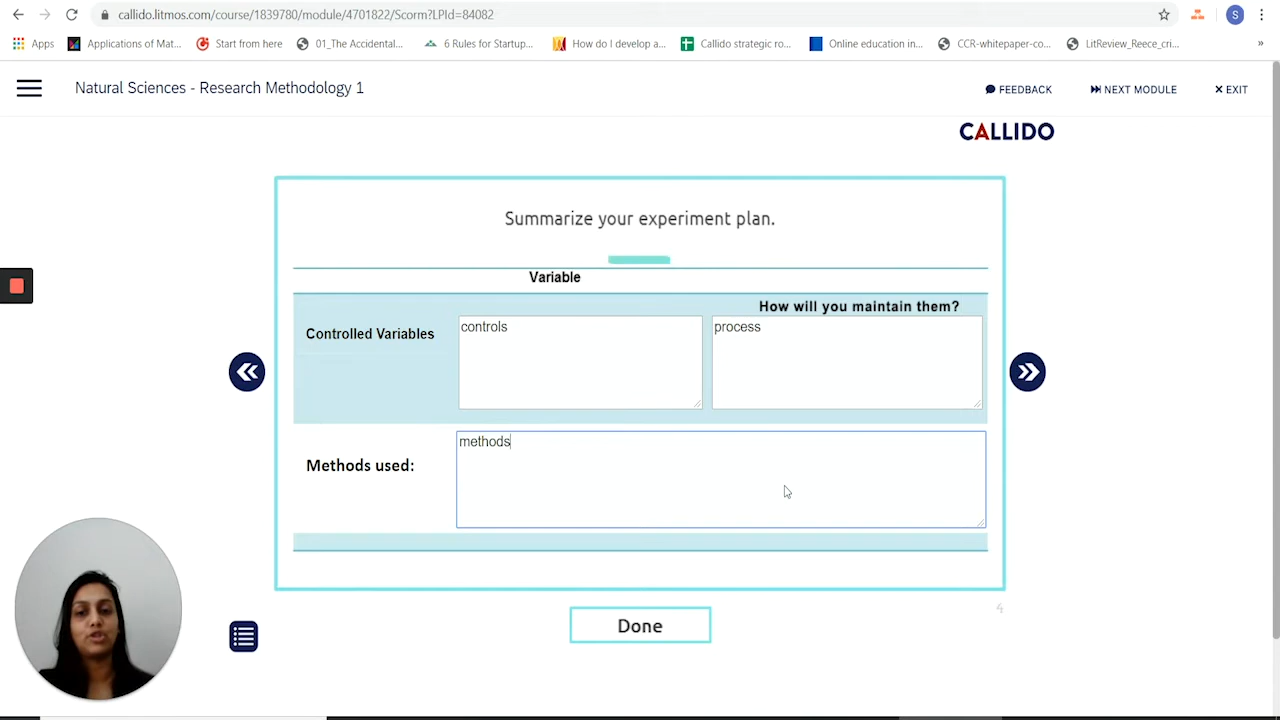 callido.litmos.com/course/1839780/module/4701822/Scorm?LPId=84082
S
Apps
Applications of Mat...
Start from here
01_The Accidental...
6 Rules for Startup...
How do I develop a...
Callido strategic ro...
Online education in...
CCR-whitepaper-co...
LitReview_Reece_cri...
»
Natural Sciences - Research Methodology 1
FEEDBACK
NEXT MODULE
EXIT
CALLIDO
Summarize your experiment plan.
Variable
How will you maintain them?
Controlled Variables
controls
process
Methods used:
methods
4
Done